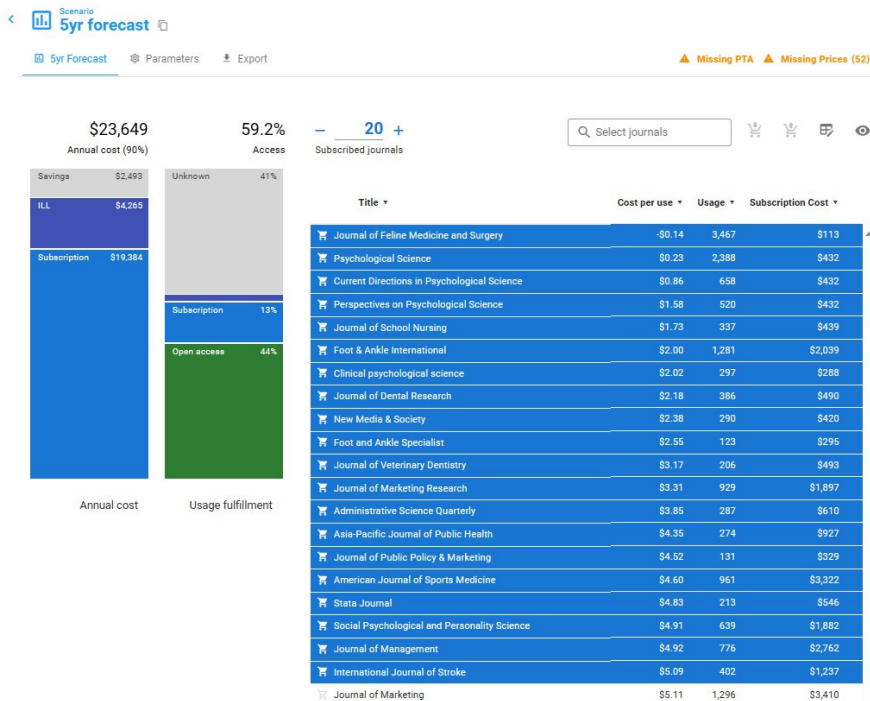 Scenario
5yr forecast
5yr Forecast Parameters Export
Missing PTA Missing Prices (52)
$23,649
Annual cost (90%)
59.2%
Access
− 20 +
Subscribed journals
Select journals
Savings $2,493
ILL $4,265
Subscription $19,384
Annual cost
Unknown 41%
Subscription 13%
Open access 44%
Usage fulfillment
Title Cost per use Usage Subscription Cost
Journal of Feline Medicine and Surgery -$0.14 3,467 $113
Psychological Science $0.23 2,388 $432
Current Directions in Psychological Science $0.86 658 $432
Perspectives on Psychological Science $1.58 520 $432
Journal of School Nursing $1.73 337 $439
Foot & Ankle International $2.00 1,281 $2,039
Clinical psychological science $2.02 297 $288
Journal of Dental Research $2.18 386 $490
New Media & Society $2.38 290 $420
Foot and Ankle Specialist $2.55 123 $295
Journal of Veterinary Dentistry $3.17 206 $493
Journal of Marketing Research $3.31 929 $1,897
Administrative Science Quarterly $3.85 287 $610
Asia-Pacific Journal of Public Health $4.35 274 $927
Journal of Public Policy & Marketing $4.52 131 $329
American Journal of Sports Medicine $4.60 961 $3,322
Stata Journal $4.83 213 $546
Social Psychological and Personality Science $4.91 639 $1,882
Journal of Management $4.92 776 $2,762
International Journal of Stroke $5.09 402 $1,237
Journal of Marketing $5.11 1,296 $3,410